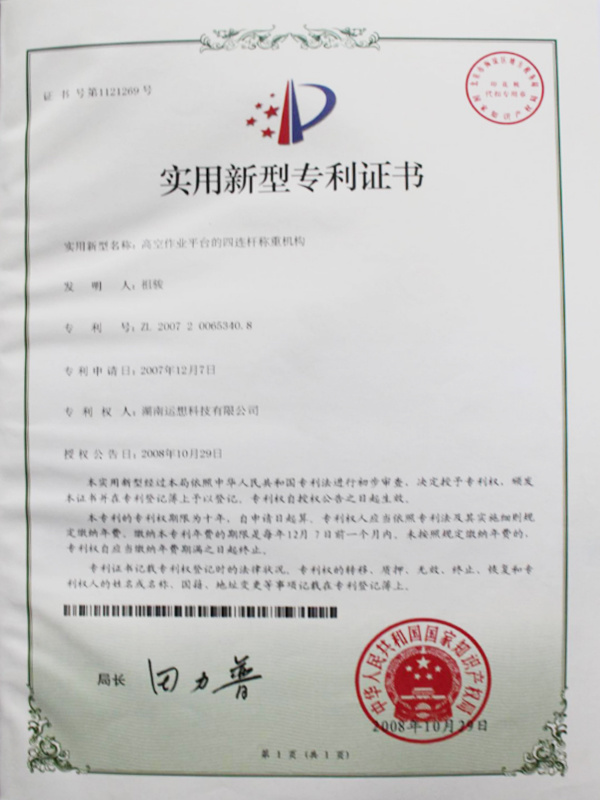 证 书 号 第1121269号
实用新型专利证书
实用新型名称：高空作业平台的四连杆称重机构
发 明 人：祖骏
专 利 号：ZL 2007 2 0065340.8
专利申请日：2007年12月7日
专 利 权 人：湖南运想科技有限公司
授权公告日：2008年10月29日
本实用新型经过本局依照中华人民共和国专利法进行初步审查，决定授予专利权，颁发
本证书并在专利登记簿上予以登记。专利权自授权公告之日起生效。
本专利的专利权期限为十年，自申请日起算。专利权人应当依照专利法及其实施细则规
定缴纳年费。缴纳本专利年费的期限是每年12月 7日前一个月内。未按照规定缴纳年费的，
专利权自应当缴纳年费期满之日起终止。
专利证书记载专利权登记时的法律状况。专利权的转移、质押、无效、终止、恢复和专
利权人的姓名或名称、国籍、地址变更等事项记载在专利登记簿上。
局长 田力普
中华人民共和国国家知识产权局
2008年10月29日
第 1 页 (共 1 页)